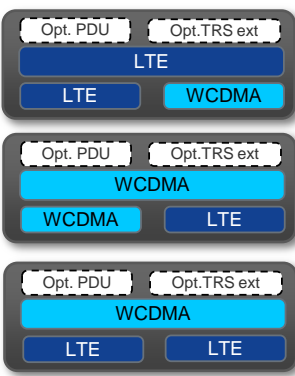 Opt. PDU Opt.TRS ext
LTE
LTE WCDMA
Opt. PDU Opt.TRS ext
WCDMA
WCDMA LTE
Opt. PDU Opt.TRS ext
WCDMA
LTE LTE